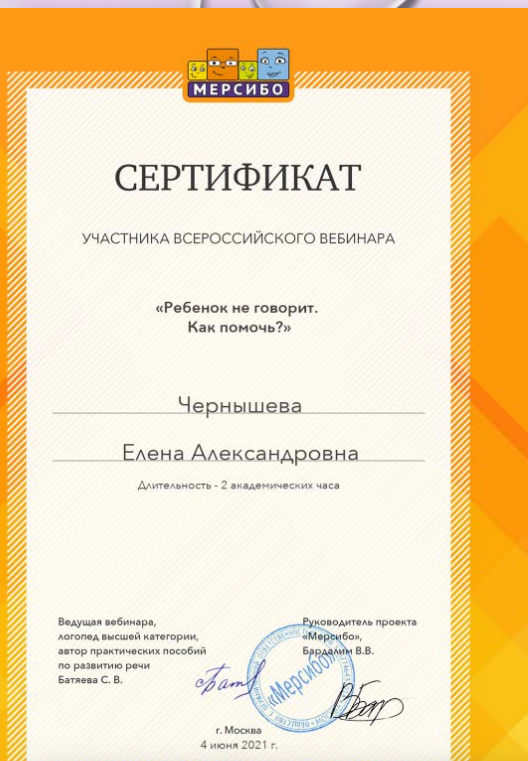 МЕРСИБО
СЕРТИФИКАТ
УЧАСТНИКА ВСЕРОССИЙСКОГО ВЕБИНАРА
«Ребенок не говорит.
Как помочь?»
Чернышева
Елена Александровна
Длительность - 2 академических часа
Ведущая вебинара,
логопед высшей категории,
автор практических пособий
по развитию речи
Батяева С. В.
Руководитель проекта
«Мерсибо»,
Бардалим В.В.
«Мерсибо»
г. Москва
4 июня 2021 г.